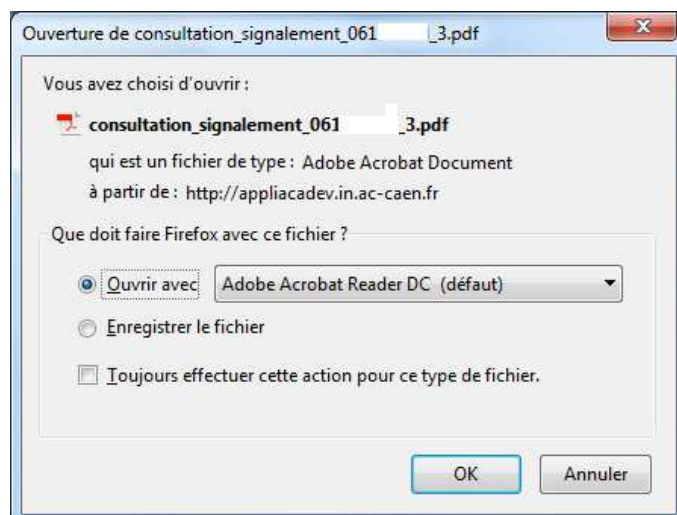 Ouverture de consultation_signalement_061 _3.pdf
Vous avez choisi d'ouvrir :
consultation_signalement_061 _3.pdf
qui est un fichier de type : Adobe Acrobat Document
à partir de : http://appliacadev.in.ac-caen.fr
Que doit faire Firefox avec ce fichier ?
Ouvrir avec Adobe Acrobat Reader DC (défaut)
Enregistrer le fichier
Toujours effectuer cette action pour ce type de fichier.
OK Annuler